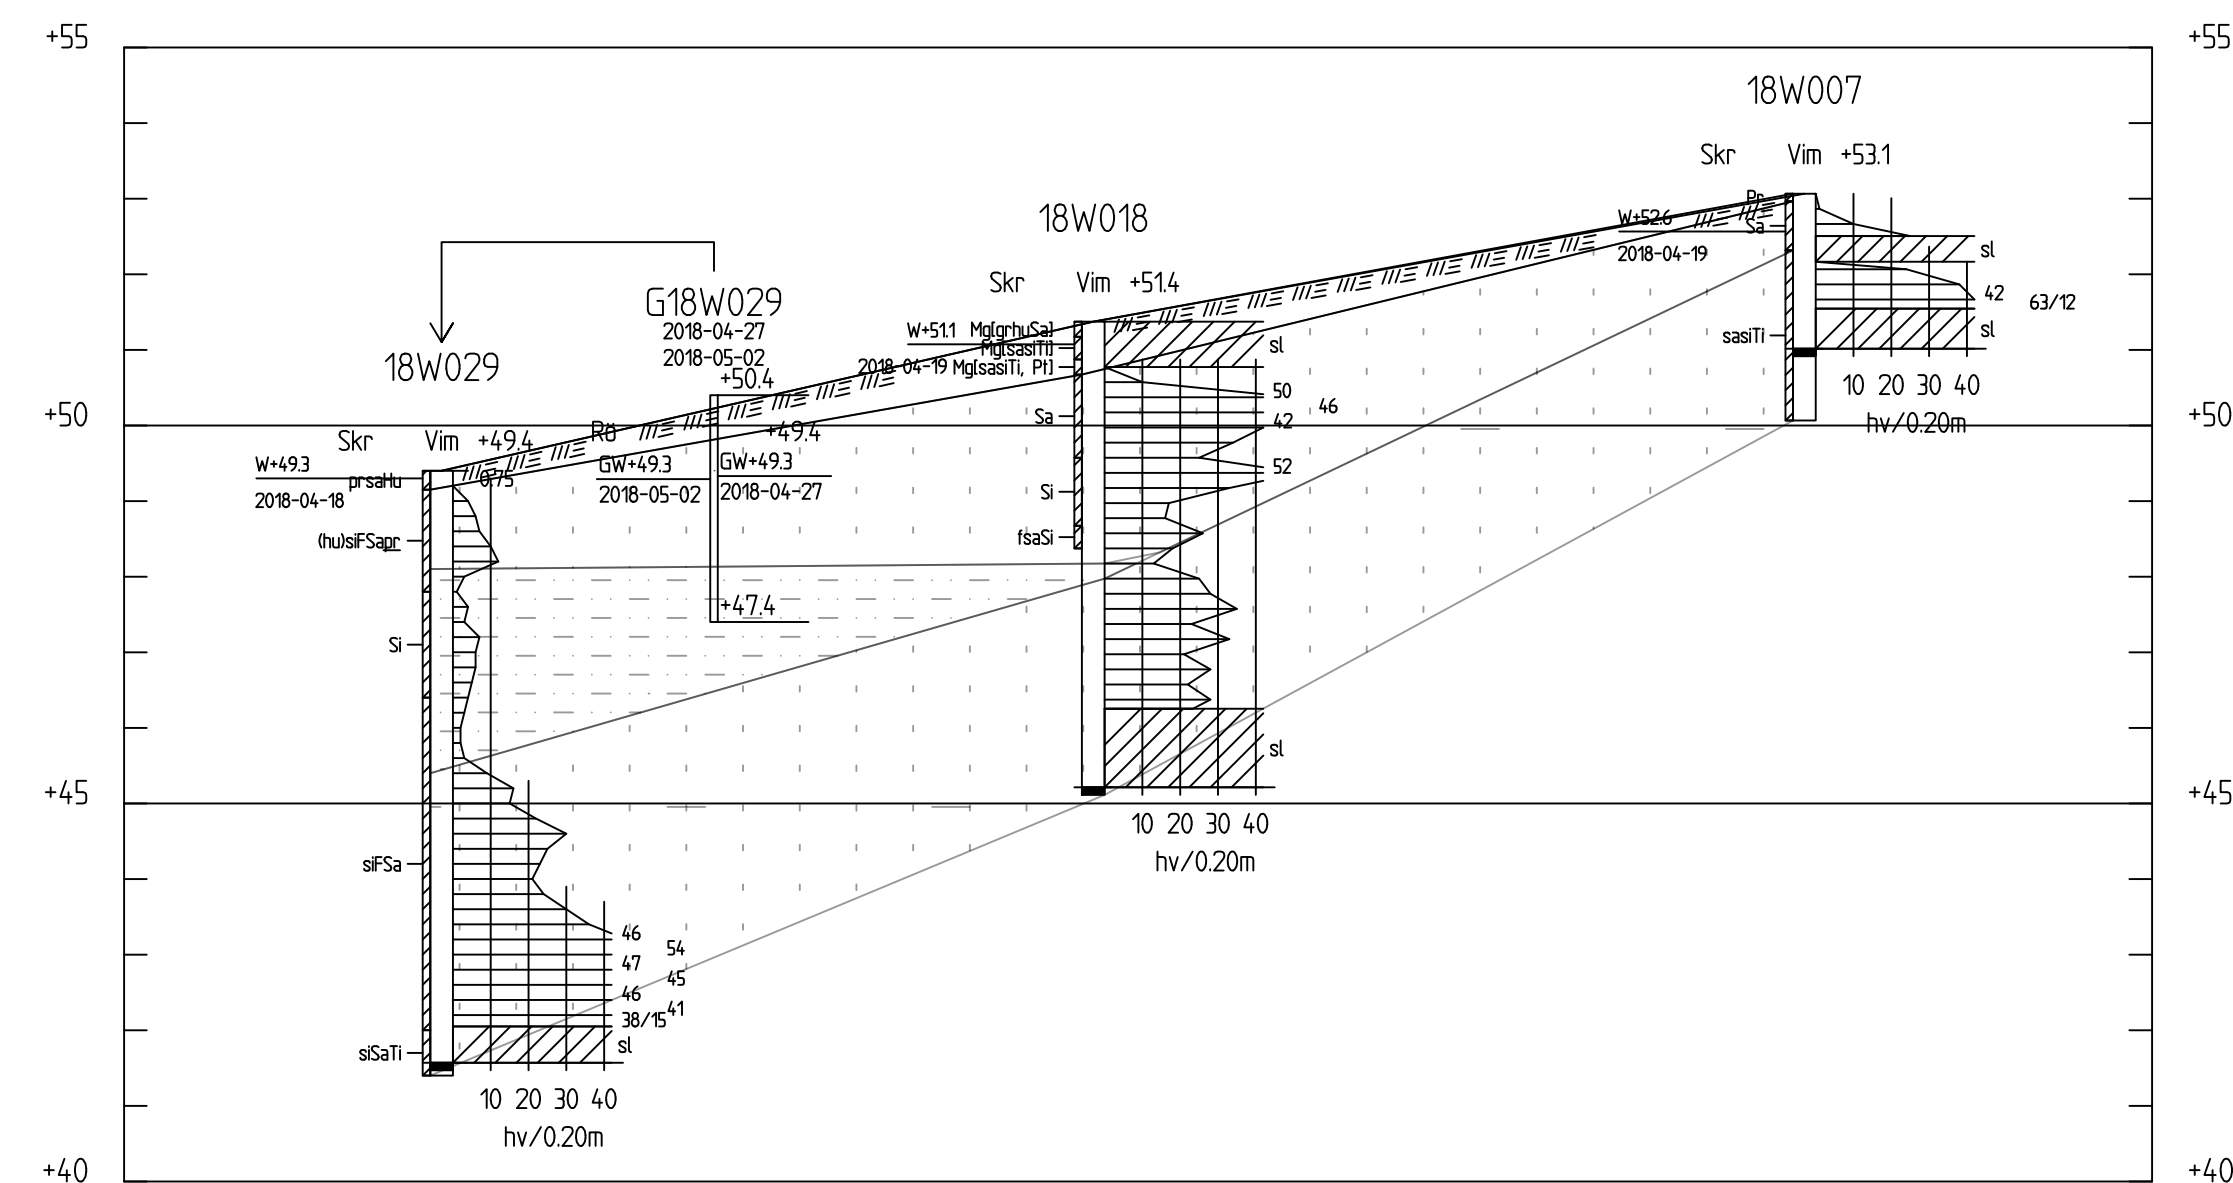 +55 +55
18W007
Skr Vim +53.1
Pr
W+52.6
Sa
2018-04-19
sl
42 63/12
sasiTi
sl
10 20 30 40
hv/0.20m
18W018
Skr Vim +51.4
W+51.1 Mg[grhuSa]
Mg[sasiTi]
2018-04-19 Mg[sasiTi, Pt]
sl
50
46
Sa
42
52
Si
fsaSi
sl
10 20 30 40
hv/0.20m
G18W029
2018-04-27
2018-05-02
+50.4
Rö
+49.4
GW+49.3 GW+49.3
2018-05-02 2018-04-27
+47.4
18W029
+50 +50
Skr Vim +49.4
W+49.3
prsaHu
0.75
2018-04-18
(hu)siFSapr
Si
+45 +45
siFSa
46
54
47
45
46
41
38/15
siSaTi
sl
10 20 30 40
hv/0.20m
+40 +40